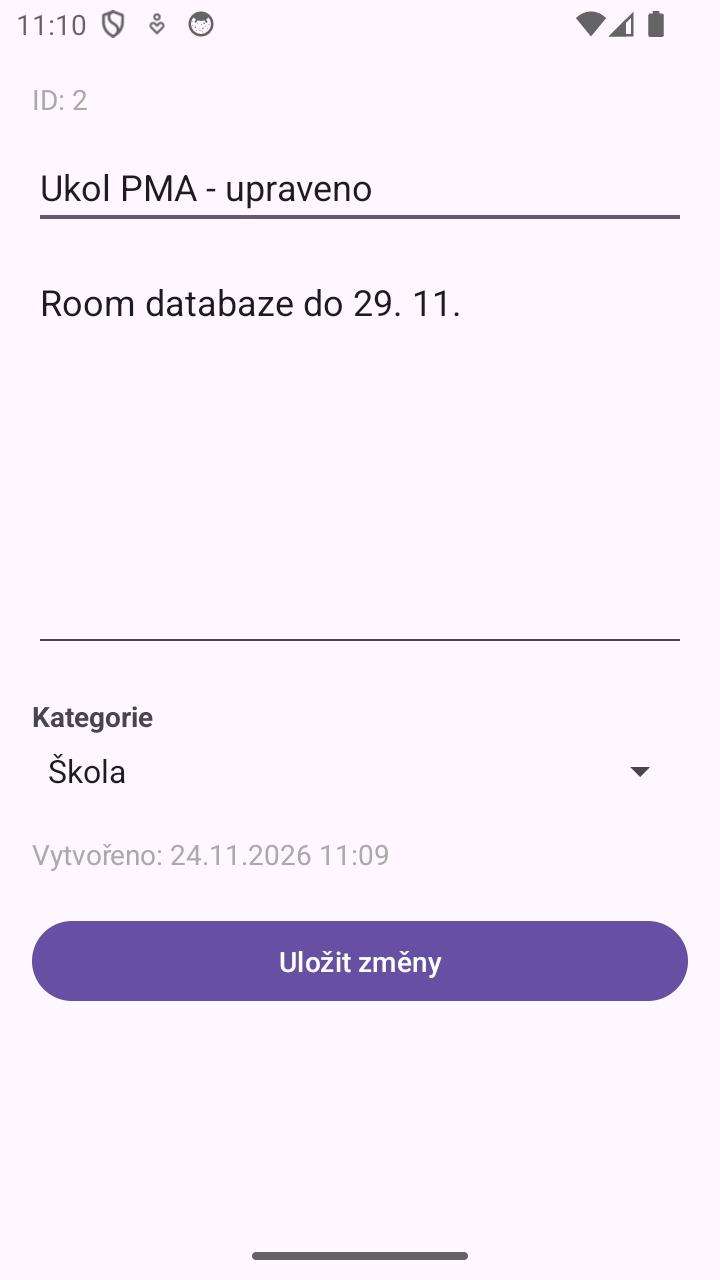 11:10
ID: 2
Ukol PMA - upraveno
Room databaze do 29. 11.
Kategorie
Škola
Vytvořeno: 24.11.2026 11:09
Uložit změny